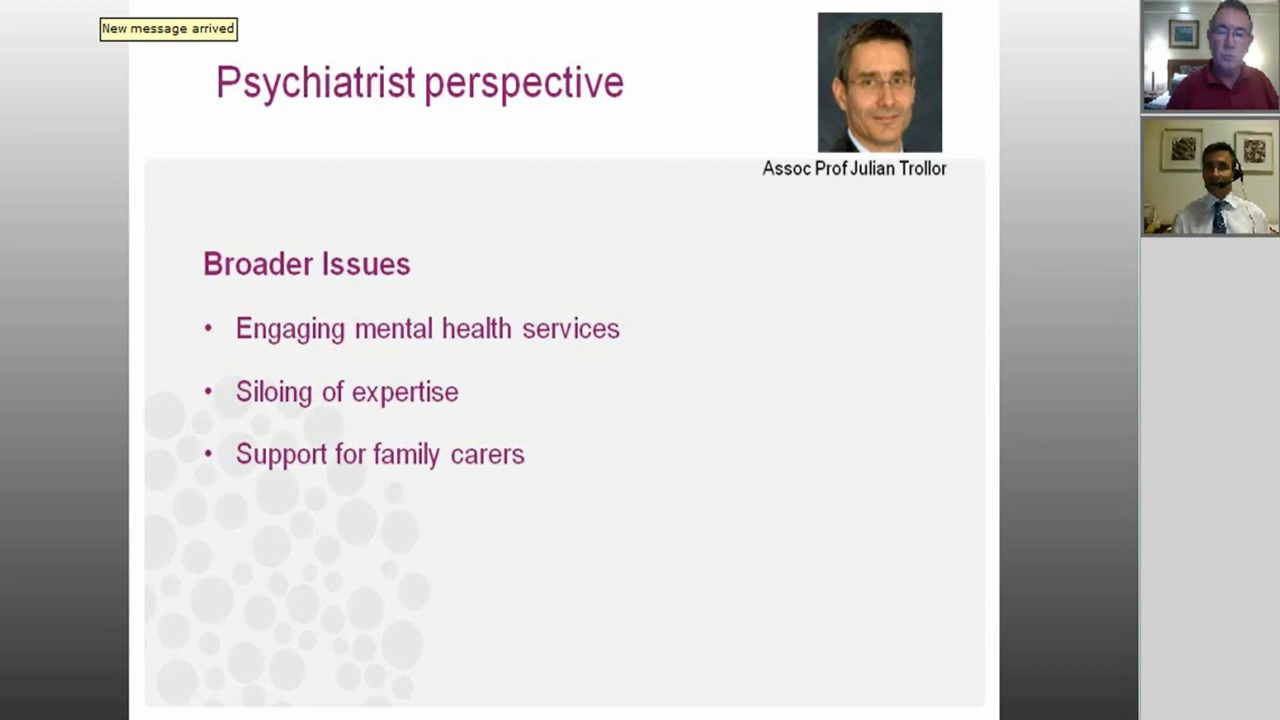 New message arrived
Psychiatrist perspective
Assoc Prof Julian Trollor
Broader Issues
• Engaging mental health services
• Siloing of expertise
• Support for family carers